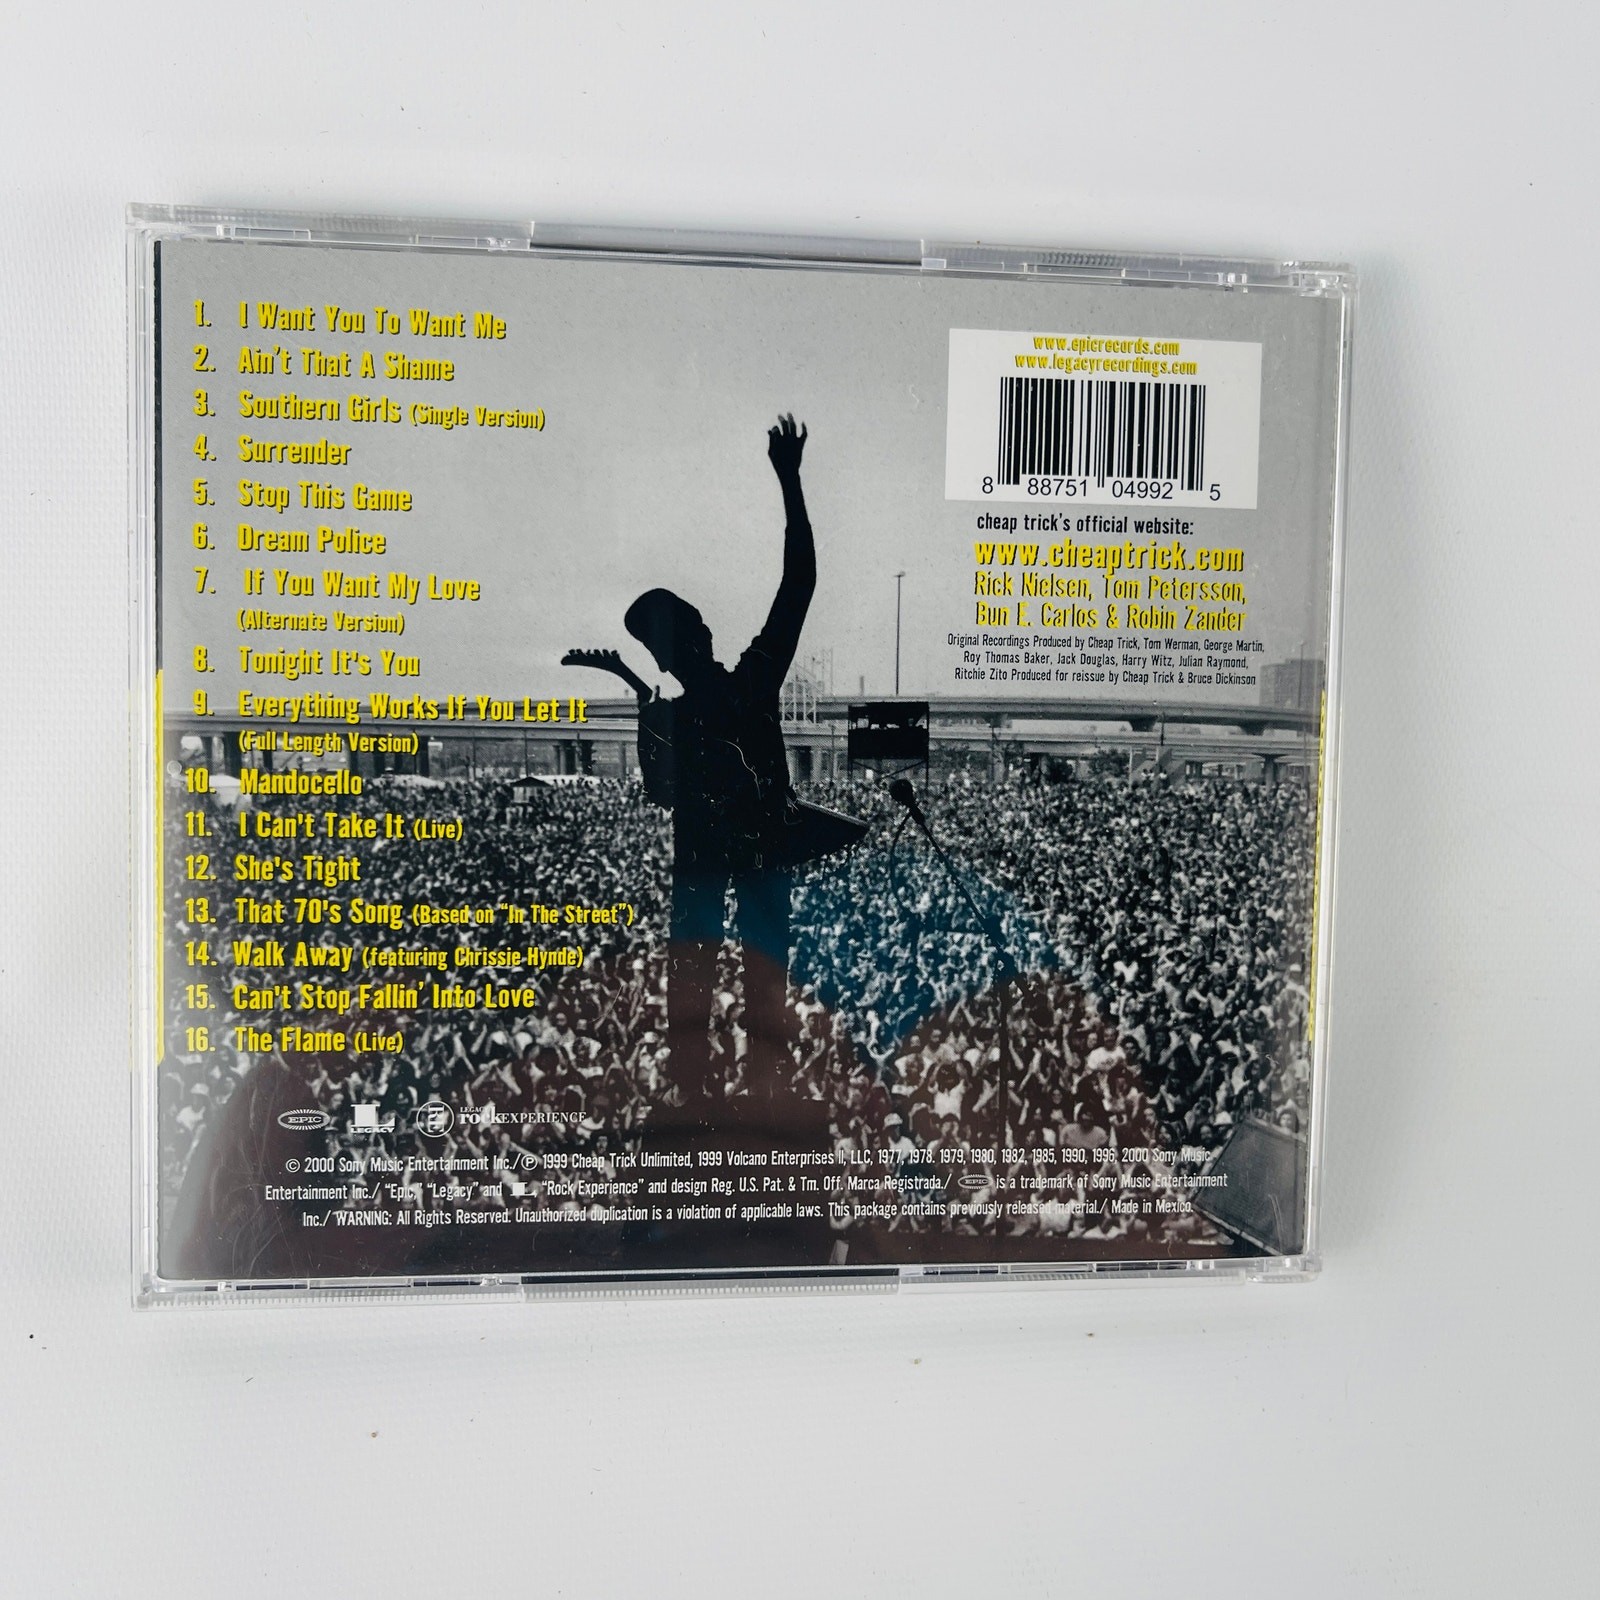 1. I Want You To Want Me
2. Ain't That A Shame
3. Southern Girls (Single Version)
4. Surrender
5. Stop This Game
6. Dream Police
7. If You Want My Love
(Alternate Version)
8. Tonight It's You
9. Everything Works If You Let It
(Full Length Version)
10. Mandocello
11. I Can't Take It (Live)
12. She's Tight
13. That 70's Song (Based on "In The Street")
14. Walk Away (featuring Chrissie Hynde)
15. Can't Stop Fallin' Into Love
16. The Flame (Live)
www.epicrecords.com
www.legacyrecordings.com
8 88751 04992 5
cheap trick's official website:
www.cheaptrick.com
Rick Nielsen, Tom Petersson,
Bun E. Carlos & Robin Zander
Original Recordings Produced by Cheap Trick, Tom Werman, George Martin,
Roy Thomas Baker, Jack Douglas, Harry Witz, Julian Raymond,
Ritchie Zito Produced for reissue by Cheap Trick & Bruce Dickinson
EPIC L LEGACY RE LEGACY rock EXPERIENCE
© 2000 Sony Music Entertainment Inc./℗ 1999 Cheap Trick Unlimited, 1999 Volcano Enterprises II, LLC, 1977, 1978. 1979, 1980, 1982, 1985, 1990, 1996, 2000 Sony Music
Entertainment Inc./ "Epic," "Legacy" and L, "Rock Experience" and design Reg. U.S. Pat. & Tm. Off. Marca Registrada./ EPIC is a trademark of Sony Music Entertainment
Inc./ WARNING: All Rights Reserved. Unauthorized duplication is a violation of applicable laws. This package contains previously released material./ Made in Mexico.